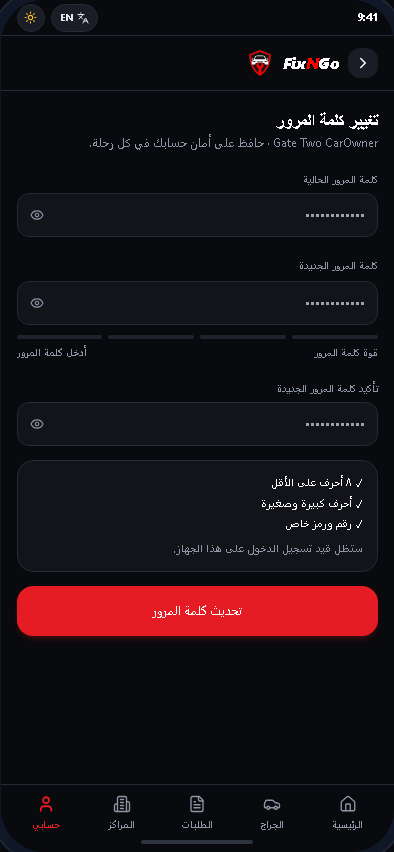 9:41
EN
FixNGo
تغيير كلمة المرور
Gate Two CarOwner · حافظ على أمان حسابك في كل رحلة.
كلمة المرور الحالية
••••••••••••
كلمة المرور الجديدة
••••••••••••
قوة كلمة المرور
أدخل كلمة المرور
تأكيد كلمة المرور الجديدة
••••••••••••
✓ ٨ أحرف على الأقل
✓ أحرف كبيرة وصغيرة
✓ رقم ورمز خاص
ستظل قيد تسجيل الدخول على هذا الجهاز.
تحديث كلمة المرور
الرئيسية
الجراج
الطلبات
المراكز
حسابي